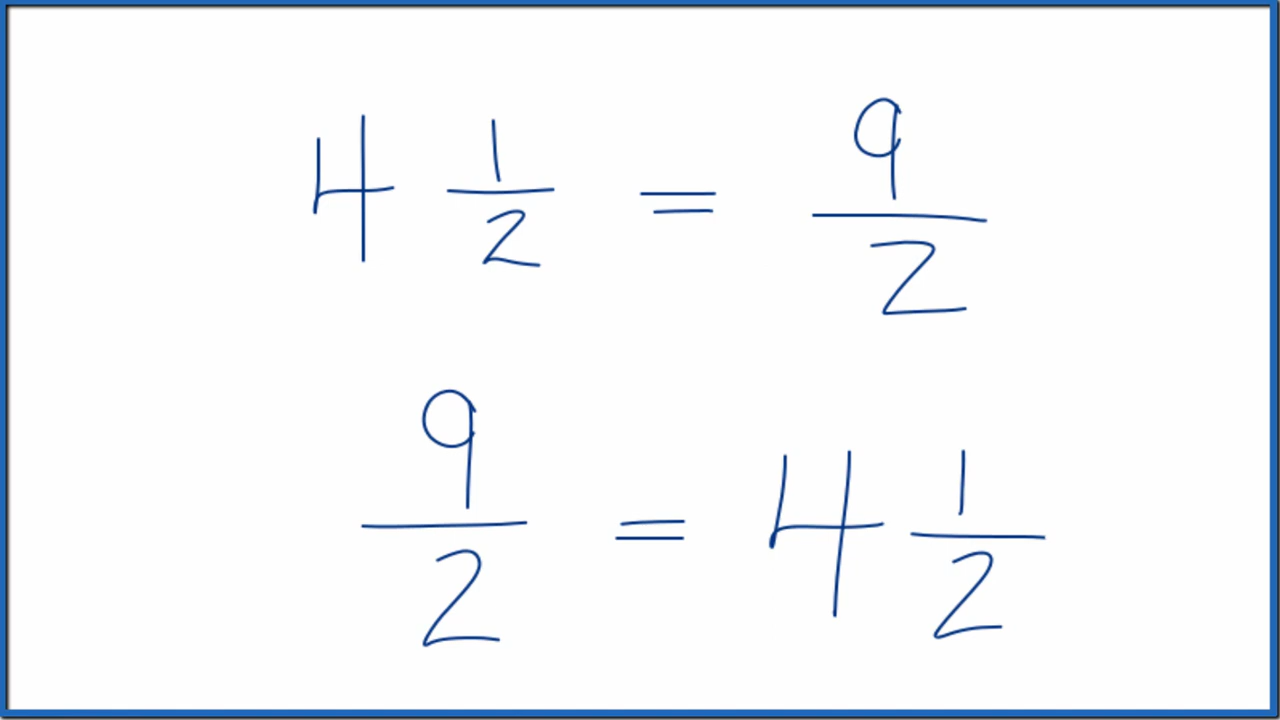 4 1/2 = 9/2
9/2 = 4 1/2